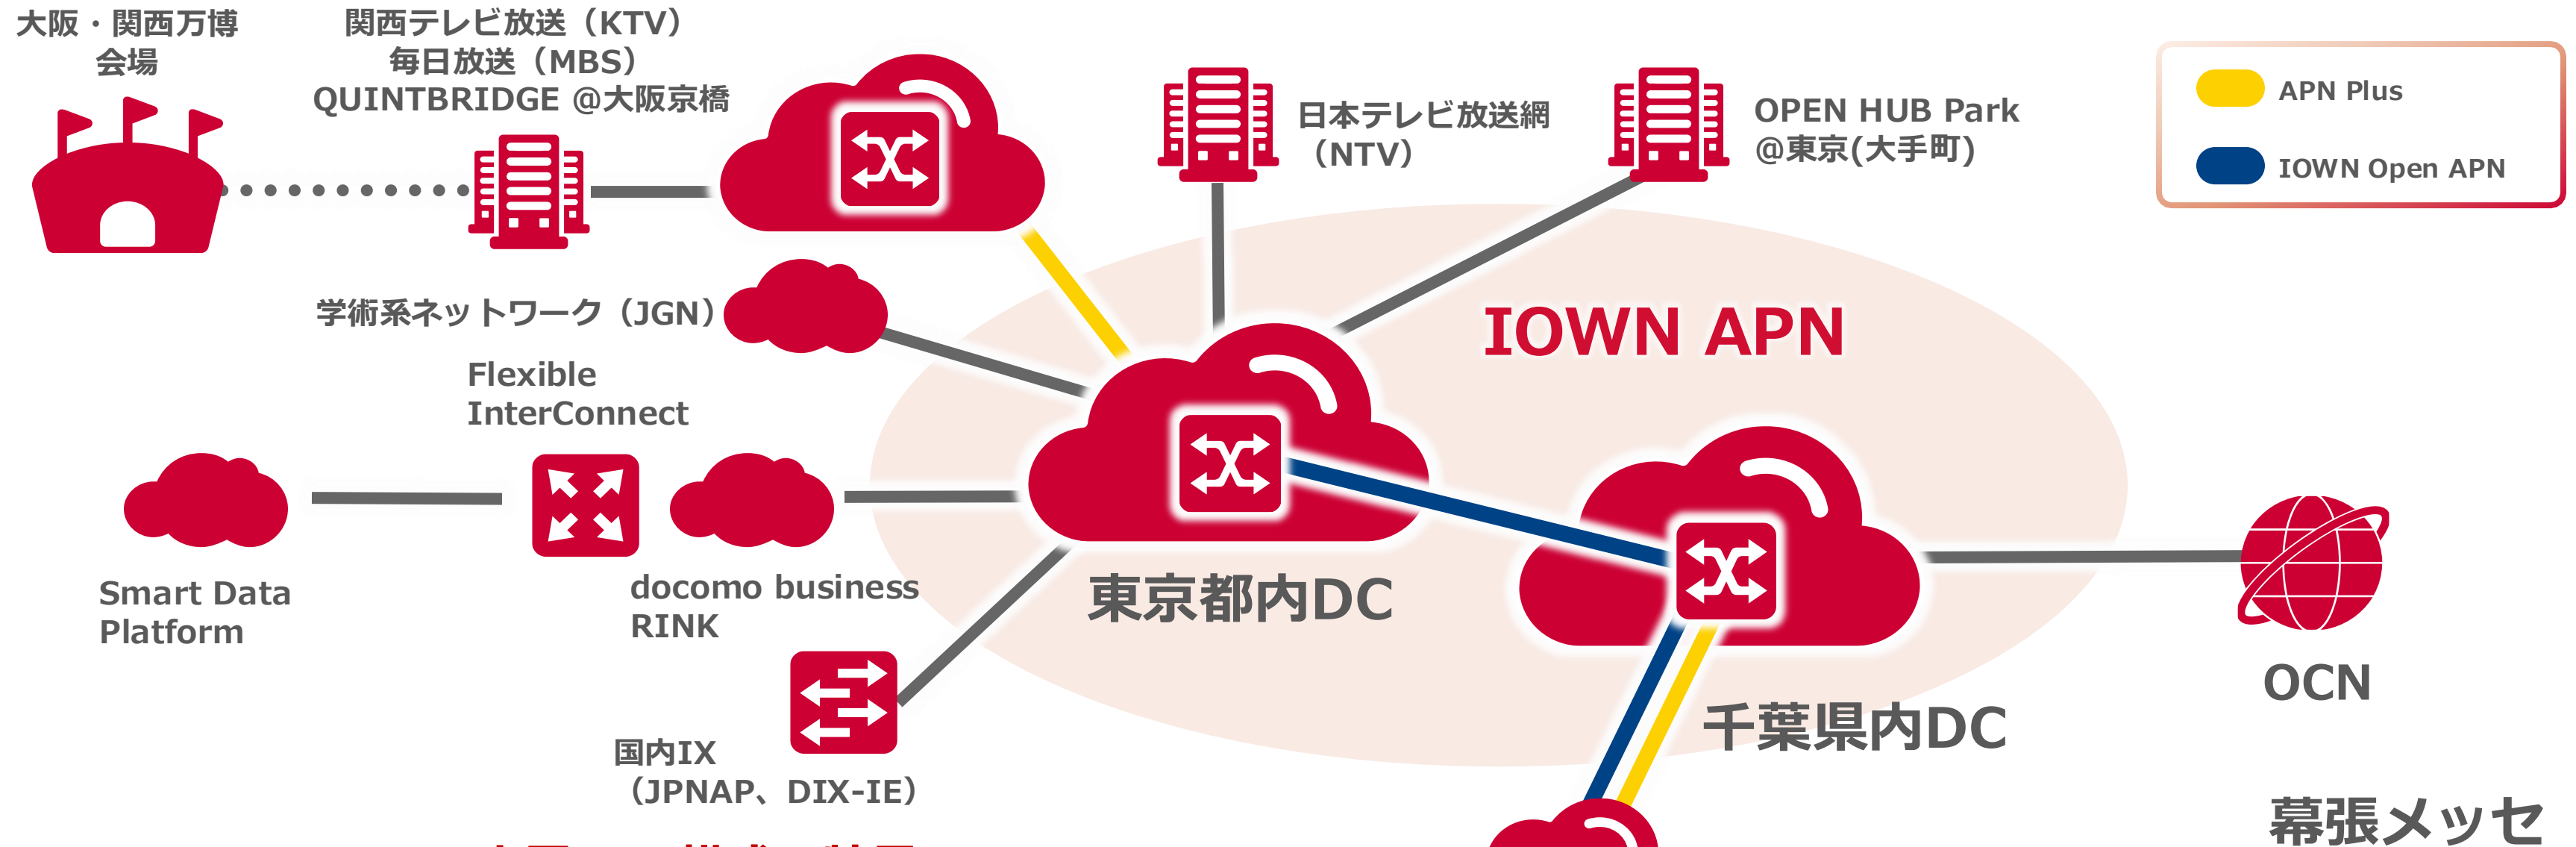 大阪・関西万博
会場
関西テレビ放送（KTV）
毎日放送（MBS）
QUINTBRIDGE @大阪京橋
日本テレビ放送網
（NTV）
OPEN HUB Park
@東京(大手町)
APN Plus
IOWN Open APN
学術系ネットワーク（JGN）
IOWN APN
Flexible
InterConnect
Smart Data
Platform
docomo business
RINK
東京都内DC
国内IX
（JPNAP、DIX-IE）
千葉県内DC
OCN
幕張メッセ